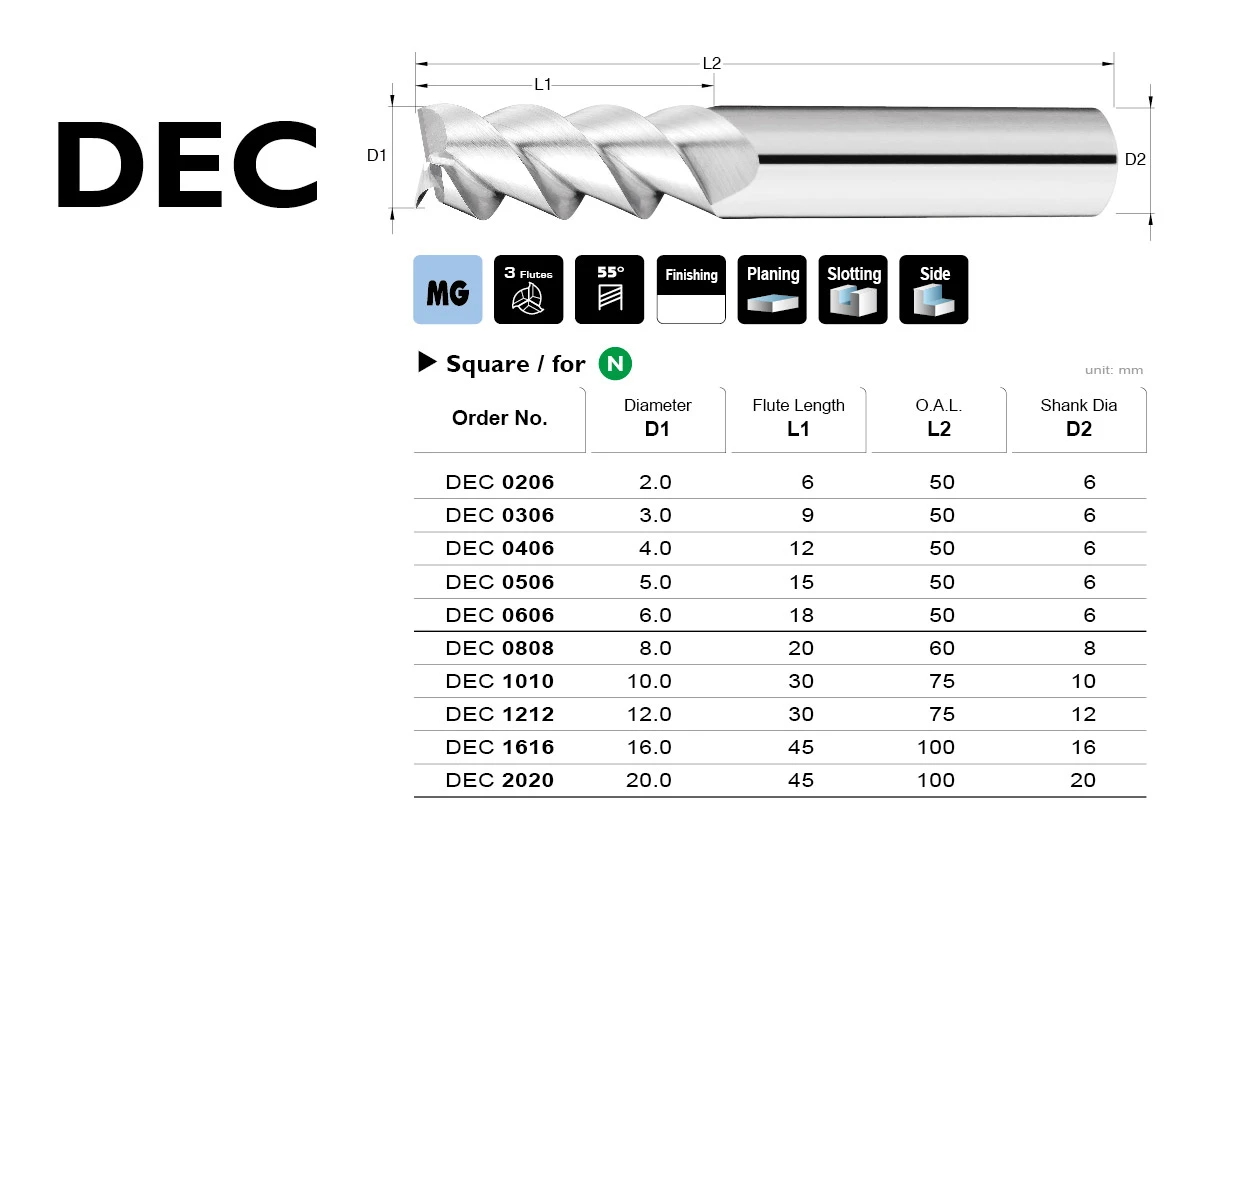 L2
L1
DEC
D1
D2
MG
3 Flutes
55°
Finishing
Planing
Slotting
Side
Square / for N
unit: mm
Order No. Diameter D1 Flute Length L1 O.A.L. L2 Shank Dia D2
DEC 0206 2.0 6 50 6
DEC 0306 3.0 9 50 6
DEC 0406 4.0 12 50 6
DEC 0506 5.0 15 50 6
DEC 0606 6.0 18 50 6
DEC 0808 8.0 20 60 8
DEC 1010 10.0 30 75 10
DEC 1212 12.0 30 75 12
DEC 1616 16.0 45 100 16
DEC 2020 20.0 45 100 20